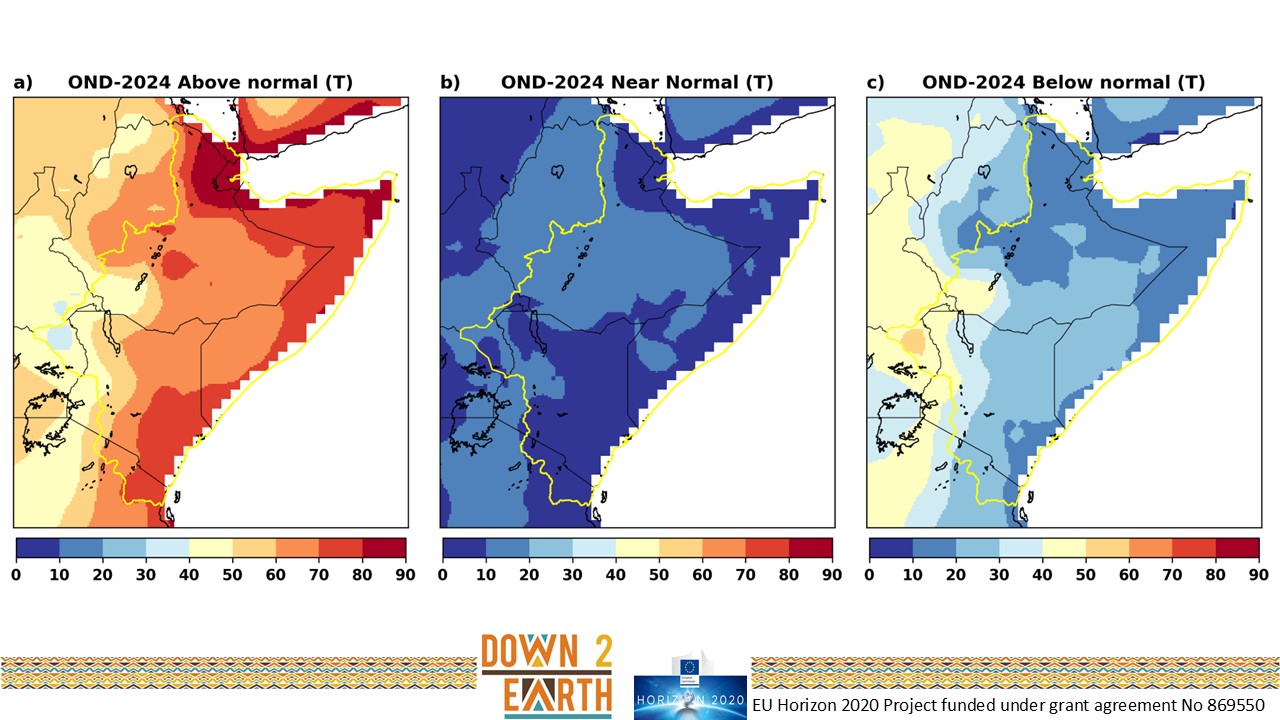 a) OND-2024 Above normal (T)
b) OND-2024 Near Normal (T)
c) OND-2024 Below normal (T)
0 10 20 30 40 50 60 70 80 90
0 10 20 30 40 50 60 70 80 90
0 10 20 30 40 50 60 70 80 90
DOWN 2
EARTH
European
Commission
HORIZON 2020
EU Horizon 2020 Project funded under grant agreement No 869550